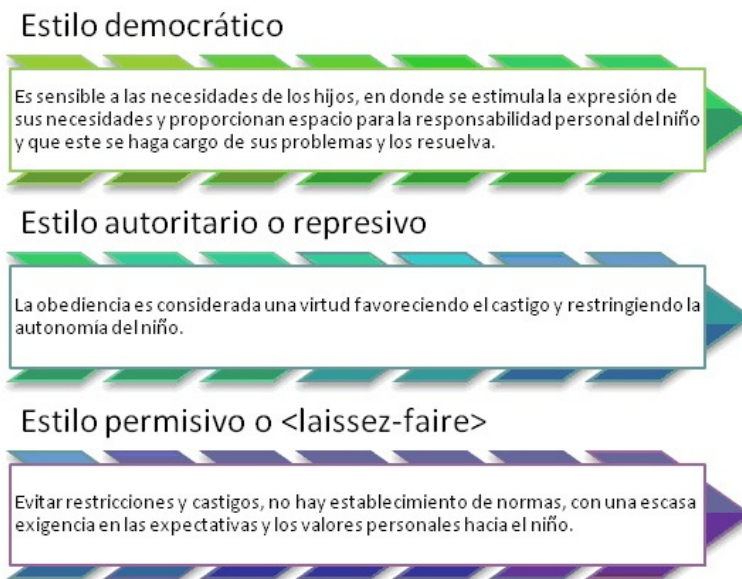 Estilo democrático
Es sensible a las necesidades de los hijos, en donde se estimula la expresión de
sus necesidades y proporcionan espacio para la responsabilidad personal del niño
y que este se haga cargo de sus problemas y los resuelva.
Estilo autoritario o represivo
La obediencia es considerada una virtud favoreciendo el castigo y restringiendo la
autonomía del niño.
Estilo permisivo o <laissez-faire>
Evitar restricciones y castigos, no hay establecimiento de normas, con una escasa
exigencia en las expectativas y los valores personales hacia el niño.